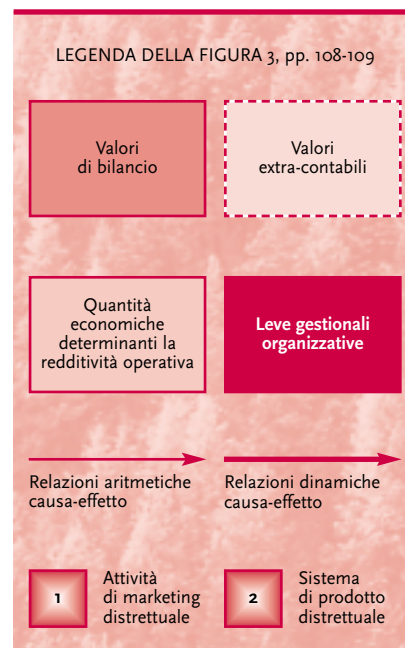 LEGENDA DELLA FIGURA 3, pp. 108-109
Valori
di bilancio
Valori
extra-contabili
Quantità
economiche
determinanti la
redditività operativa
Leve gestionali
organizzative
Relazioni aritmetiche
causa-effetto
Relazioni dinamiche
causa-effetto
1
Attività
di marketing
distrettuale
2
Sistema
di prodotto
distrettuale